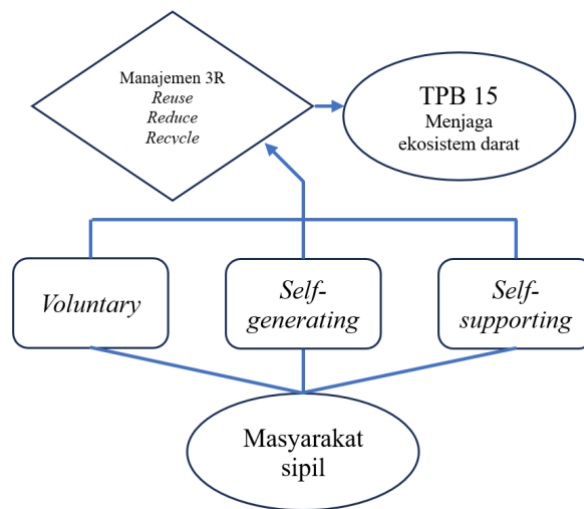 Manajemen 3R
Reuse
Reduce
Recycle
TPB 15
Menjaga
ekosistem darat
Voluntary
Self-
generating
Self-
supporting
Masyarakat
sipil